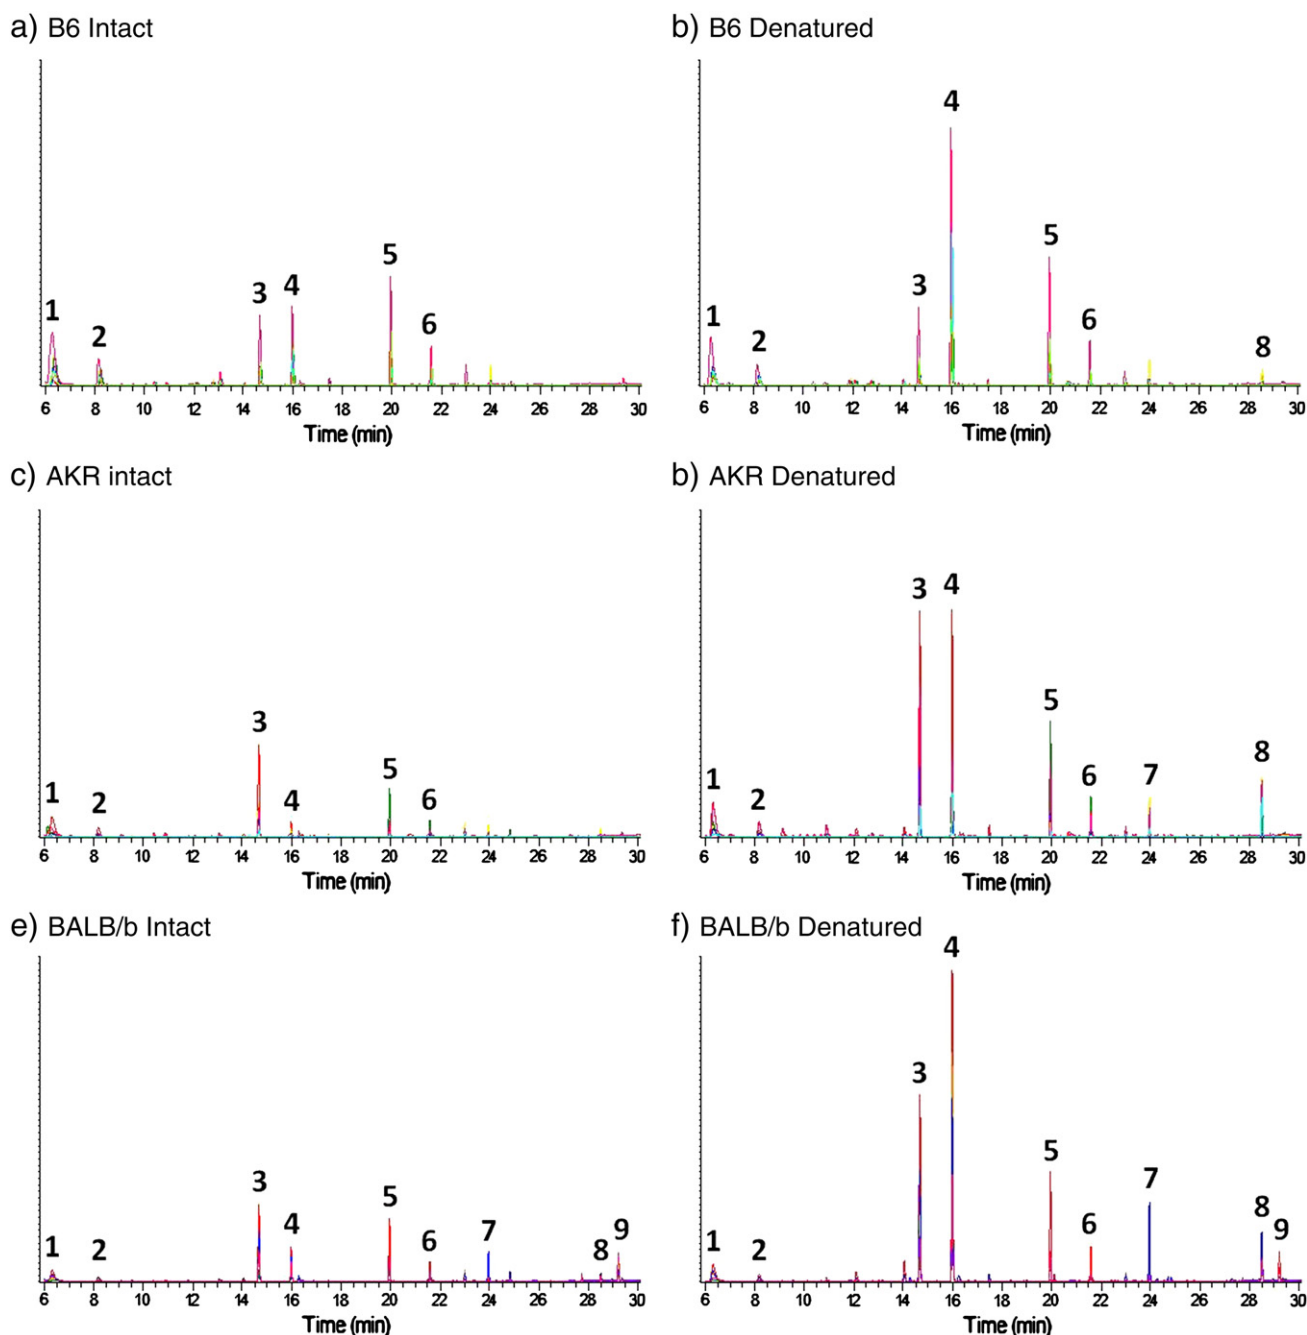 a) B6 Intact
1 2 3 4 5 6
6 8 10 12 14 16 18 20 22 24 26 28 30
Time (min)
b) B6 Denatured
1 2 3 4 5 6 8
6 8 10 12 14 16 18 20 22 24 26 28 30
Time (min)
c) AKR intact
1 2 3 4 5 6
6 8 10 12 14 16 18 20 22 24 26 28 30
Time (min)
b) AKR Denatured
1 2 3 4 5 6 7 8
6 8 10 12 14 16 18 20 22 24 26 28 30
Time (min)
e) BALB/b Intact
1 2 3 4 5 6 7 8 9
6 8 10 12 14 16 18 20 22 24 26 28 30
Time (min)
f) BALB/b Denatured
1 2 3 4 5 6 7 8 9
6 8 10 12 14 16 18 20 22 24 26 28 30
Time (min)